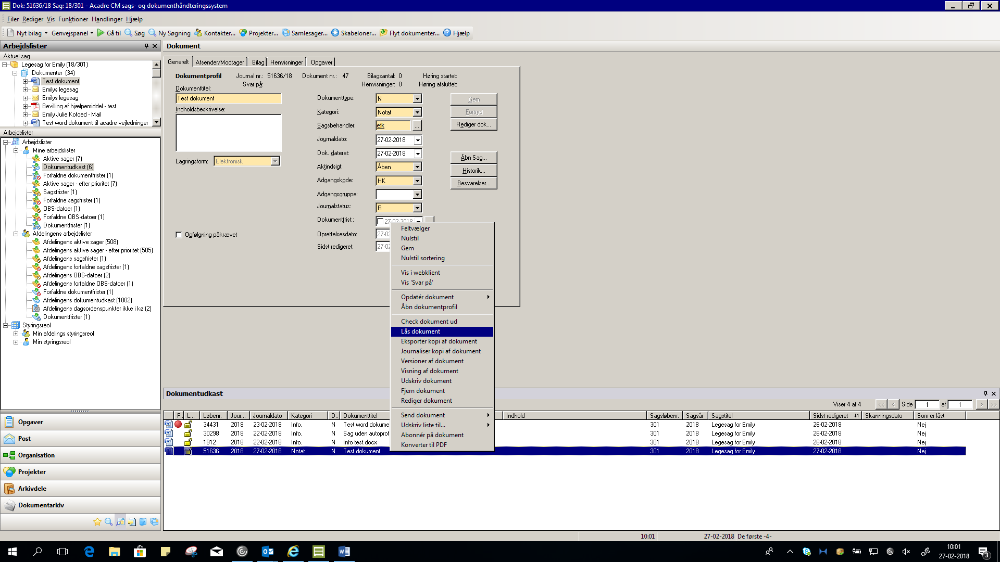 Dok: 51636/18 Sag: 18/301 - Acadre CM sags- og dokumenthåndteringssystem
Filer Rediger Vis Funktioner Handlinger Hjælp
Nyt bilag Genvejspanel Gå til Søg Ny Søgning Kontakter... Projekter... Samlesager... Skabeloner... Flyt dokumenter... Hjælp
Arbejdslister
Aktuel sag
Legesag for Emily (18/301)
Dokumenter (34)
Test dokument
Emilys legesag
Emilys legesag
Bevilling af hjælpemiddel - test
Emily Julie Kofoed - Mail
Test word dokument til acadre vejledninger
Arbejdslister
Arbejdslister
Mine arbejdslister
Aktive sager (7)
Dokumentudkast (6)
Forfaldne dokumentfrister (1)
Aktive sager - efter prioritet (7)
Sagsfrister (1)
Forfaldne sagsfrister (1)
OBS-datoer (1)
Forfaldne OBS-datoer (1)
Dokumentfrister (1)
Afdelingens arbejdslister
Afdelingens aktive sager (508)
Afdelingens aktive sager - efter prioritet (505)
Afdelingens sagsfrister (1)
Afdelingens forfaldne sagsfrister (1)
Afdelingens OBS-datoer (2)
Afdelingens forfaldne OBS-datoer (1)
Forfaldne dokumentfrister (1)
Afdelingens dokumentudkast (1002)
Afdelingens dagsordenspunkter ikke i kø (2)
Dokumentfrister (1)
Styringsreol
Min afdelings styringsreol
Min styringsreol
Opgaver
Post
Organisation
Projekter
Arkivdele
Dokumentarkiv
Dokument
Generelt Afsender/Modtager Bilag Henvisninger Opgaver
Dokumentprofil Journal nr.: 51636/18 Dokument nr.: 47 Bilagsantal: 0 Høring startet:
Svar på: Henvisninger: 0 Høring afsluttet:
Dokumenttitel:
Test dokument
Indholdsbeskrivelse:
Lagringsform: Elektronisk
Opfølgning påkrævet
Dokumenttype: N
Kategori: Notat
Sagsbehandler: ejk ...
Journaldato: 27-02-2018
Dok. dateret: 27-02-2018
Aktindsigt: Åben
Adgangskode: HK
Adgangsgruppe:
Journalstatus: R
Dokumentfrist:: 27-02-2018
Oprettelsesdato: 27-02
Sidst redigeret: 27-02
Gem
Fortryd
Rediger dok...
Åbn Sag...
Historik...
Besvarelser...
Feltvælger
Nulstil
Gem
Nulstil sortering
Vis i webklient
Vis 'Svar på'
Opdatér dokument
Åbn dokumentprofil
Check dokument ud
Lås dokument
Eksporter kopi af dokument
Journaliser kopi af dokument
Versioner af dokument
Visning af dokument
Udskriv dokument
Fjern dokument
Rediger dokument
Send dokument
Udskriv liste til...
Abonnér på dokument
Konverter til PDF
Dokumentudkast
Viser 4 af 4 << < Side 1 af 1 > >>
F.. L... Løbenr. Jour... Journaldato Kategori D.. Dokumenttitel Indhold Sagsløbenr. Sagsår Sagstitel Sidst redigeret Skanningsdato Som er låst
34431 2018 23-02-2018 Info. N Test word dokume 301 2018 Legesag for Emily 26-02-2018 Nej
30298 2018 22-02-2018 Info. N Sag uden autoprof 301 2018 Legesag for Emily 26-02-2018 Nej
1912 2018 22-02-2018 Info. N Info test.docx 301 2018 Legesag for Emily 26-02-2018 Nej
51636 2018 27-02-2018 Notat N Test dokument 301 2018 Legesag for Emily 27-02-2018 Nej
10:01 27-02-2018 De første -4-
10:01
27-02-2018
3